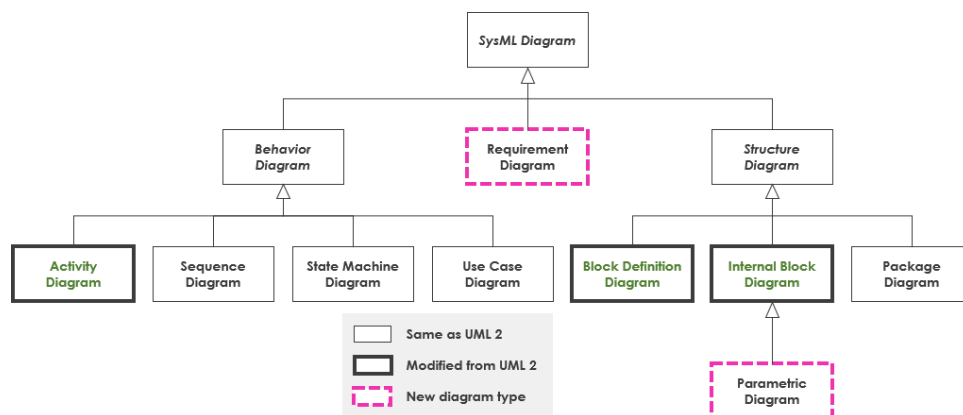 SysML Diagram
Behavior
Diagram
Requirement
Diagram
Structure
Diagram
Activity
Diagram
Sequence
Diagram
State Machine
Diagram
Use Case
Diagram
Block Definition
Diagram
Internal Block
Diagram
Package
Diagram
Same as UML 2
Modified from UML 2
New diagram type
Parametric
Diagram